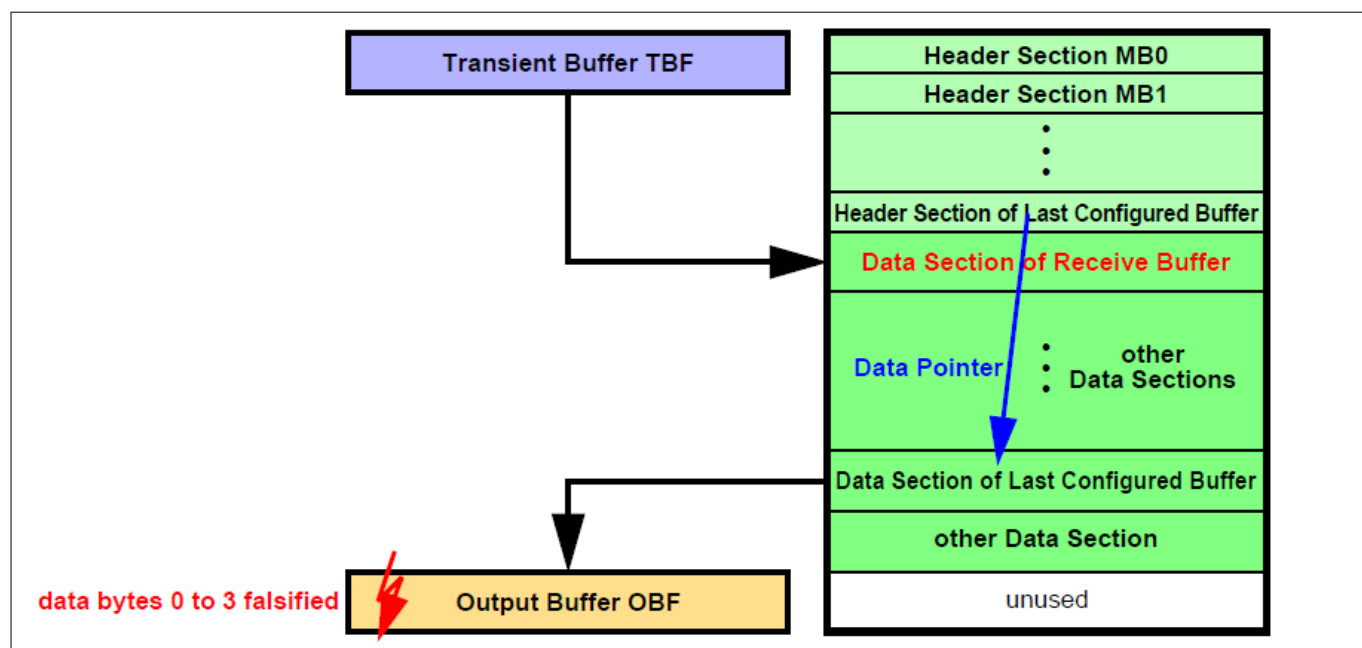 Transient Buffer TBF
Header Section MB0
Header Section MB1
Header Section of Last Configured Buffer
Data Section of Receive Buffer
Data Pointer
other
Data Sections
Data Section of Last Configured Buffer
other Data Section
data bytes 0 to 3 falsified
Output Buffer OBF
unused